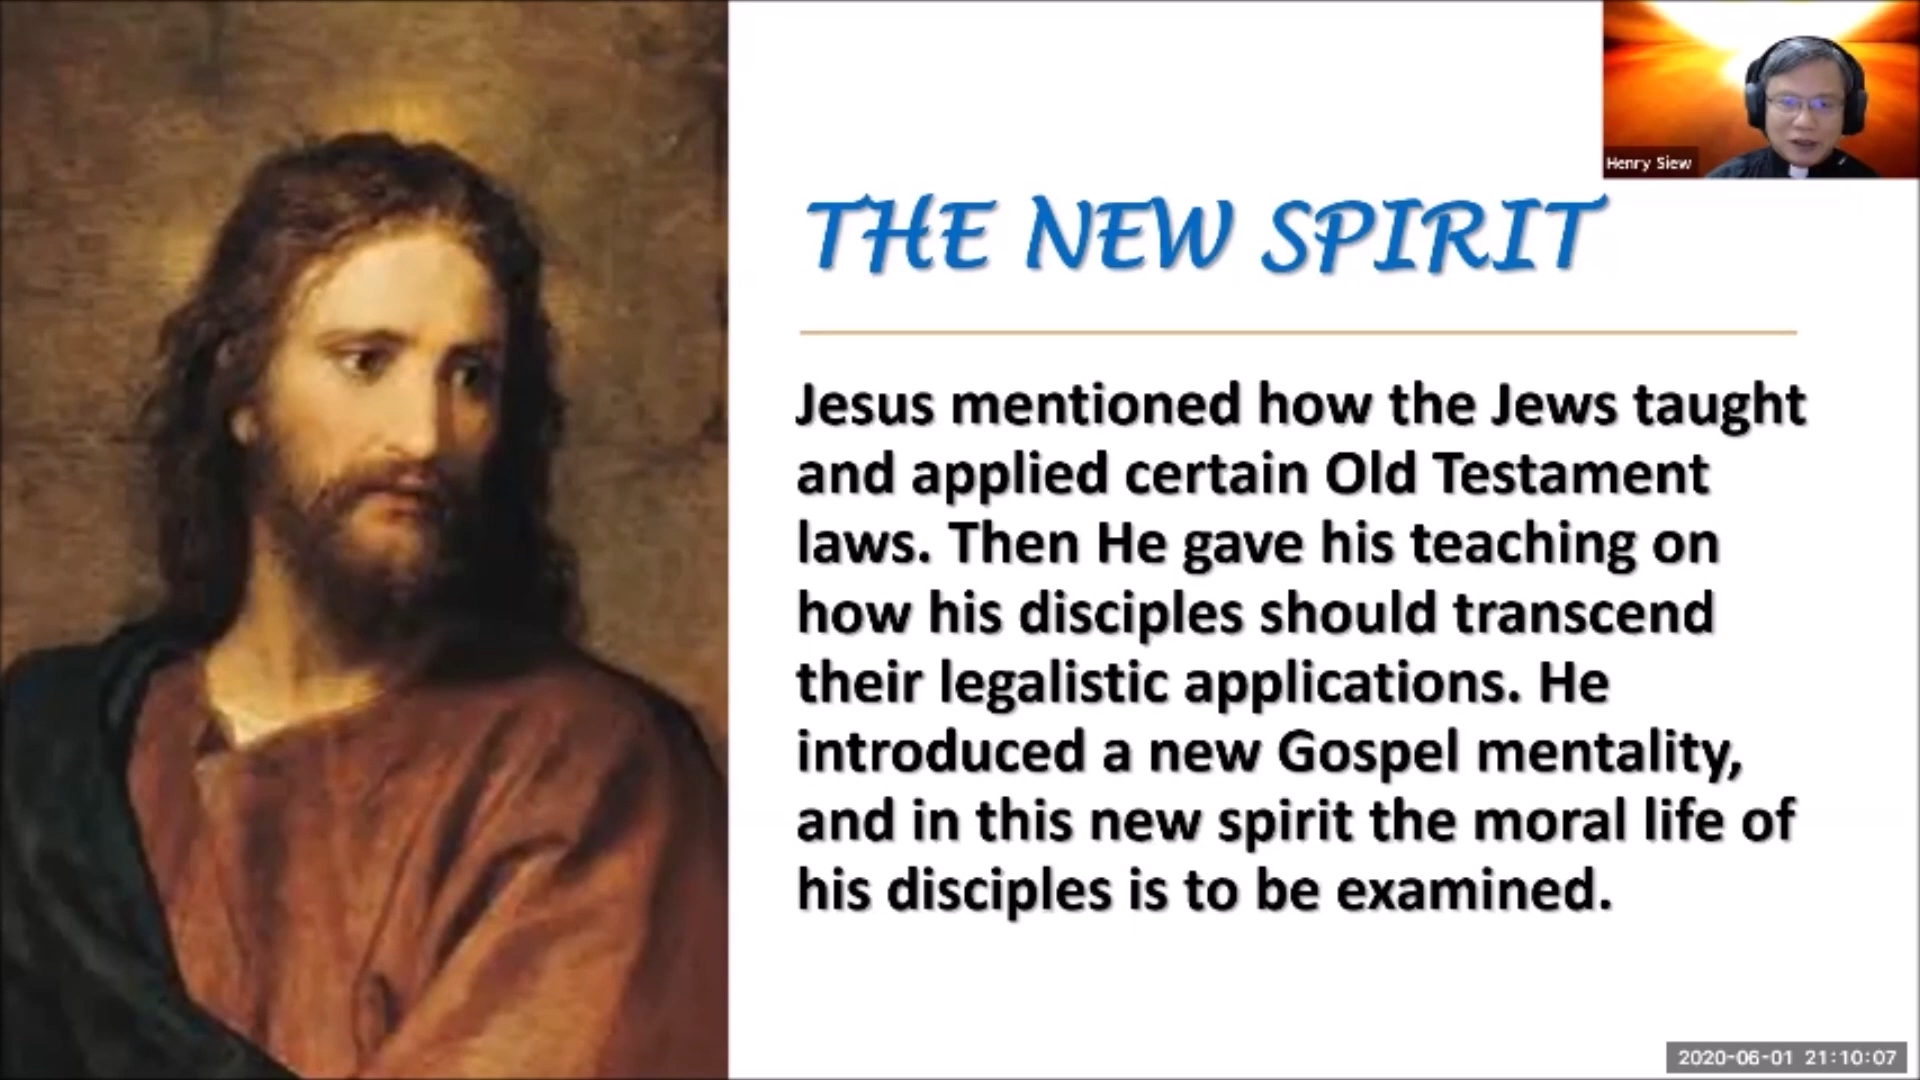 Henry Siew
THE NEW SPIRIT
Jesus mentioned how the Jews taught
and applied certain Old Testament
laws. Then He gave his teaching on
how his disciples should transcend
their legalistic applications. He
introduced a new Gospel mentality,
and in this new spirit the moral life of
his disciples is to be examined.
2020-06-01 21:10:07